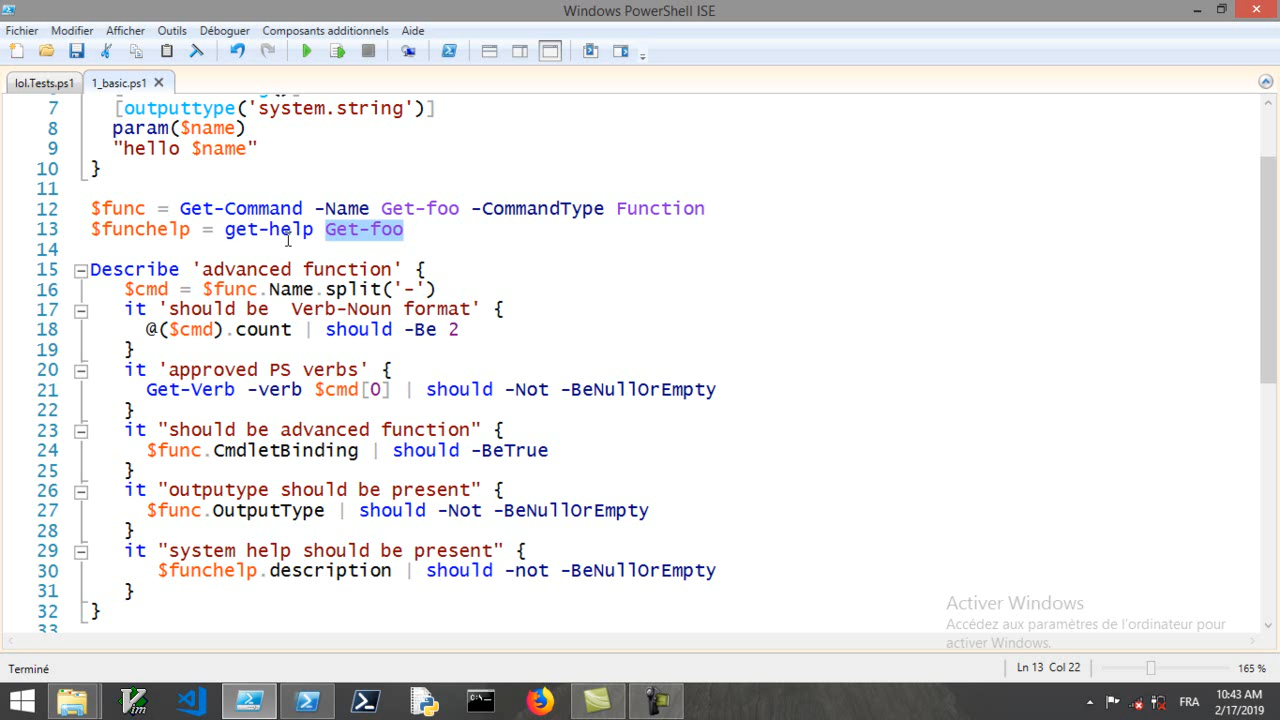 Windows PowerShell ISE
Fichier Modifier Afficher Outils Déboguer Composants additionnels Aide
lol.Tests.ps1 1_basic.ps1
7 [outputtype('system.string')]
8 param($name)
9 "hello $name"
10 }
11
12 $func = Get-Command -Name Get-foo -CommandType Function
13 $funchelp = get-help Get-foo
14
15 Describe 'advanced function' {
16 $cmd = $func.Name.split('-')
17 it 'should be  Verb-Noun format' {
18 @($cmd).count | should -Be 2
19 }
20 it 'approved PS verbs' {
21 Get-Verb -verb $cmd[0] | should -Not -BeNullOrEmpty
22 }
23 it "should be advanced function" {
24 $func.CmdletBinding | should -BeTrue
25 }
26 it "outputype should be present" {
27 $func.OutputType | should -Not -BeNullOrEmpty
28 }
29 it "system help should be present" {
30 $funchelp.description | should -not -BeNullOrEmpty
31 }
32 }
33
Activer Windows
Accédez aux paramètres de l'ordinateur pour
activer Windows.
Terminé
Ln 13 Col 22
165 %
FRA
10:43 AM
2/17/2019